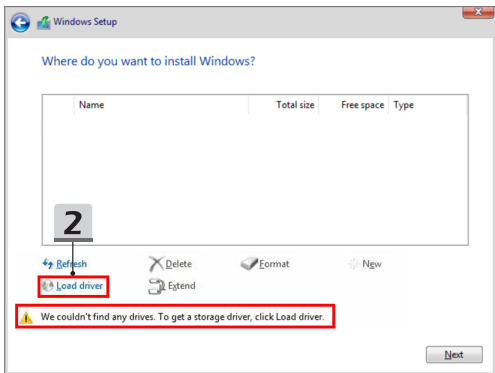 Windows Setup
Where do you want to install Windows?
Name Total size Free space Type
2
Refresh Delete Format New
Load driver Extend
We couldn't find any drives. To get a storage driver, click Load driver.
Next